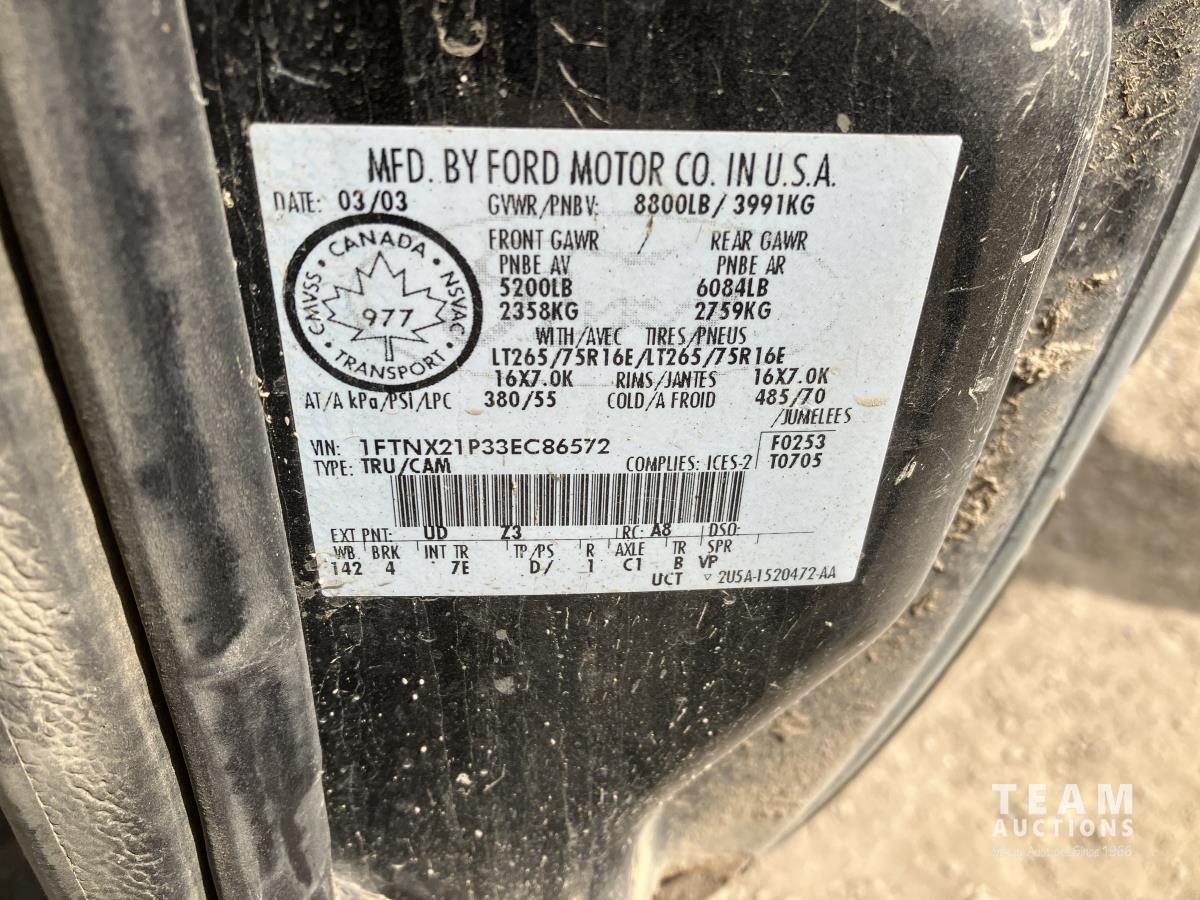 MFD. BY FORD MOTOR CO. IN U.S.A.
DATE: 03/03 GVWR/PNBV: 8800LB/3991KG
FRONT GAWR REAR GAWR
PNBE AV PNBE AR
5200LB 6084LB
2358KG 2759KG
CANADA
CMVSS 977 NSVAC
TRANSPORT
WITH/AVEC TIRES/PNEUS
LT265/75R16E/LT265/75R16E
16X7.0K RIMS/JANTES 16X7.0K
AT/A kPa/PSI/LPC 380/55 COLD/A FROID 485/70
/JUMELEES
VIN: 1FTNX21P33EC86572 F0253
TYPE: TRU/CAM COMPLIES: ICES-2 T0705
EXT PNT: UD Z3 RC: A8 DSO:
WB BRK INT TR TP/PS R AXLE TR SPR
142 4 7E D/ 1 C1 B VP
UCT ▽ 2U5A-1520472-AA
TEAM
AUCTIONS
Since 1966